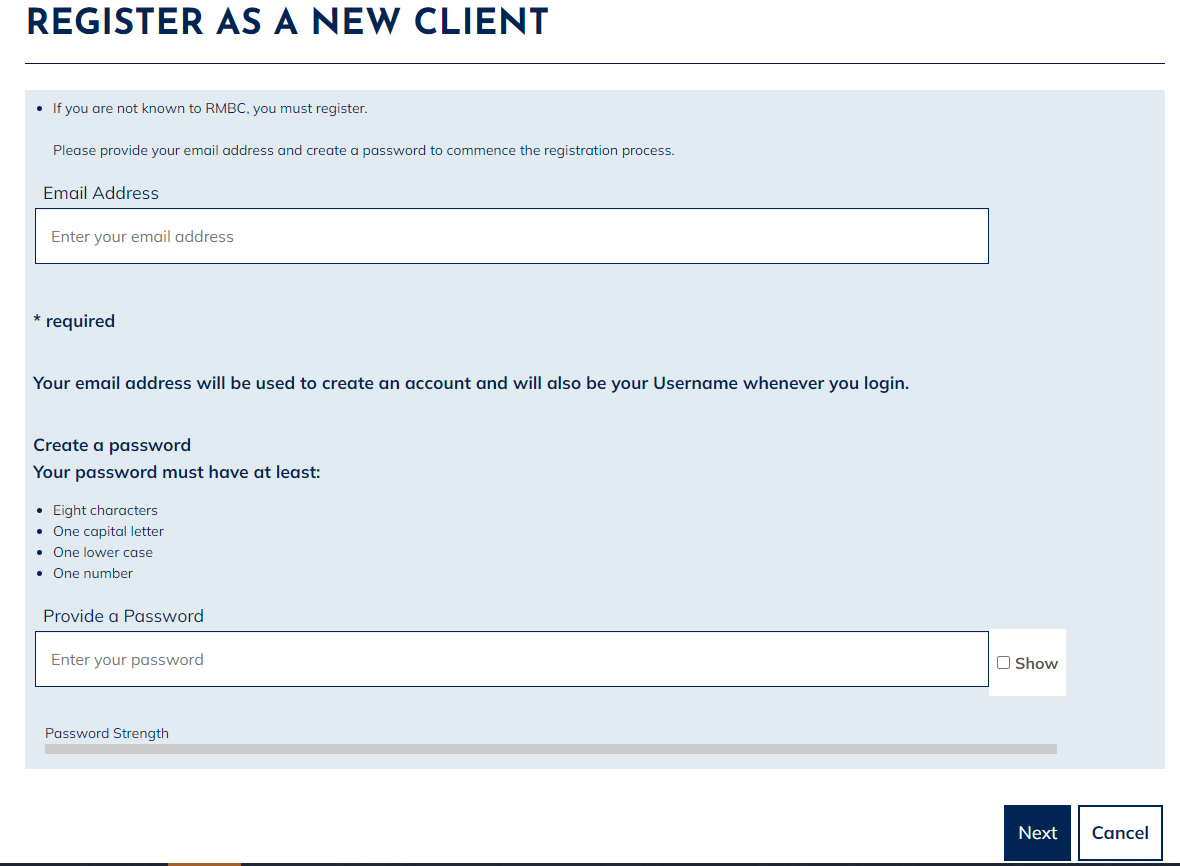 REGISTER AS A NEW CLIENT
• If you are not known to RMBC, you must register.
Please provide your email address and create a password to commence the registration process.
Email Address
Enter your email address
* required
Your email address will be used to create an account and will also be your Username whenever you login.
Create a password
Your password must have at least:
• Eight characters
• One capital letter
• One lower case
• One number
Provide a Password
Enter your password
Show
Password Strength
Next Cancel